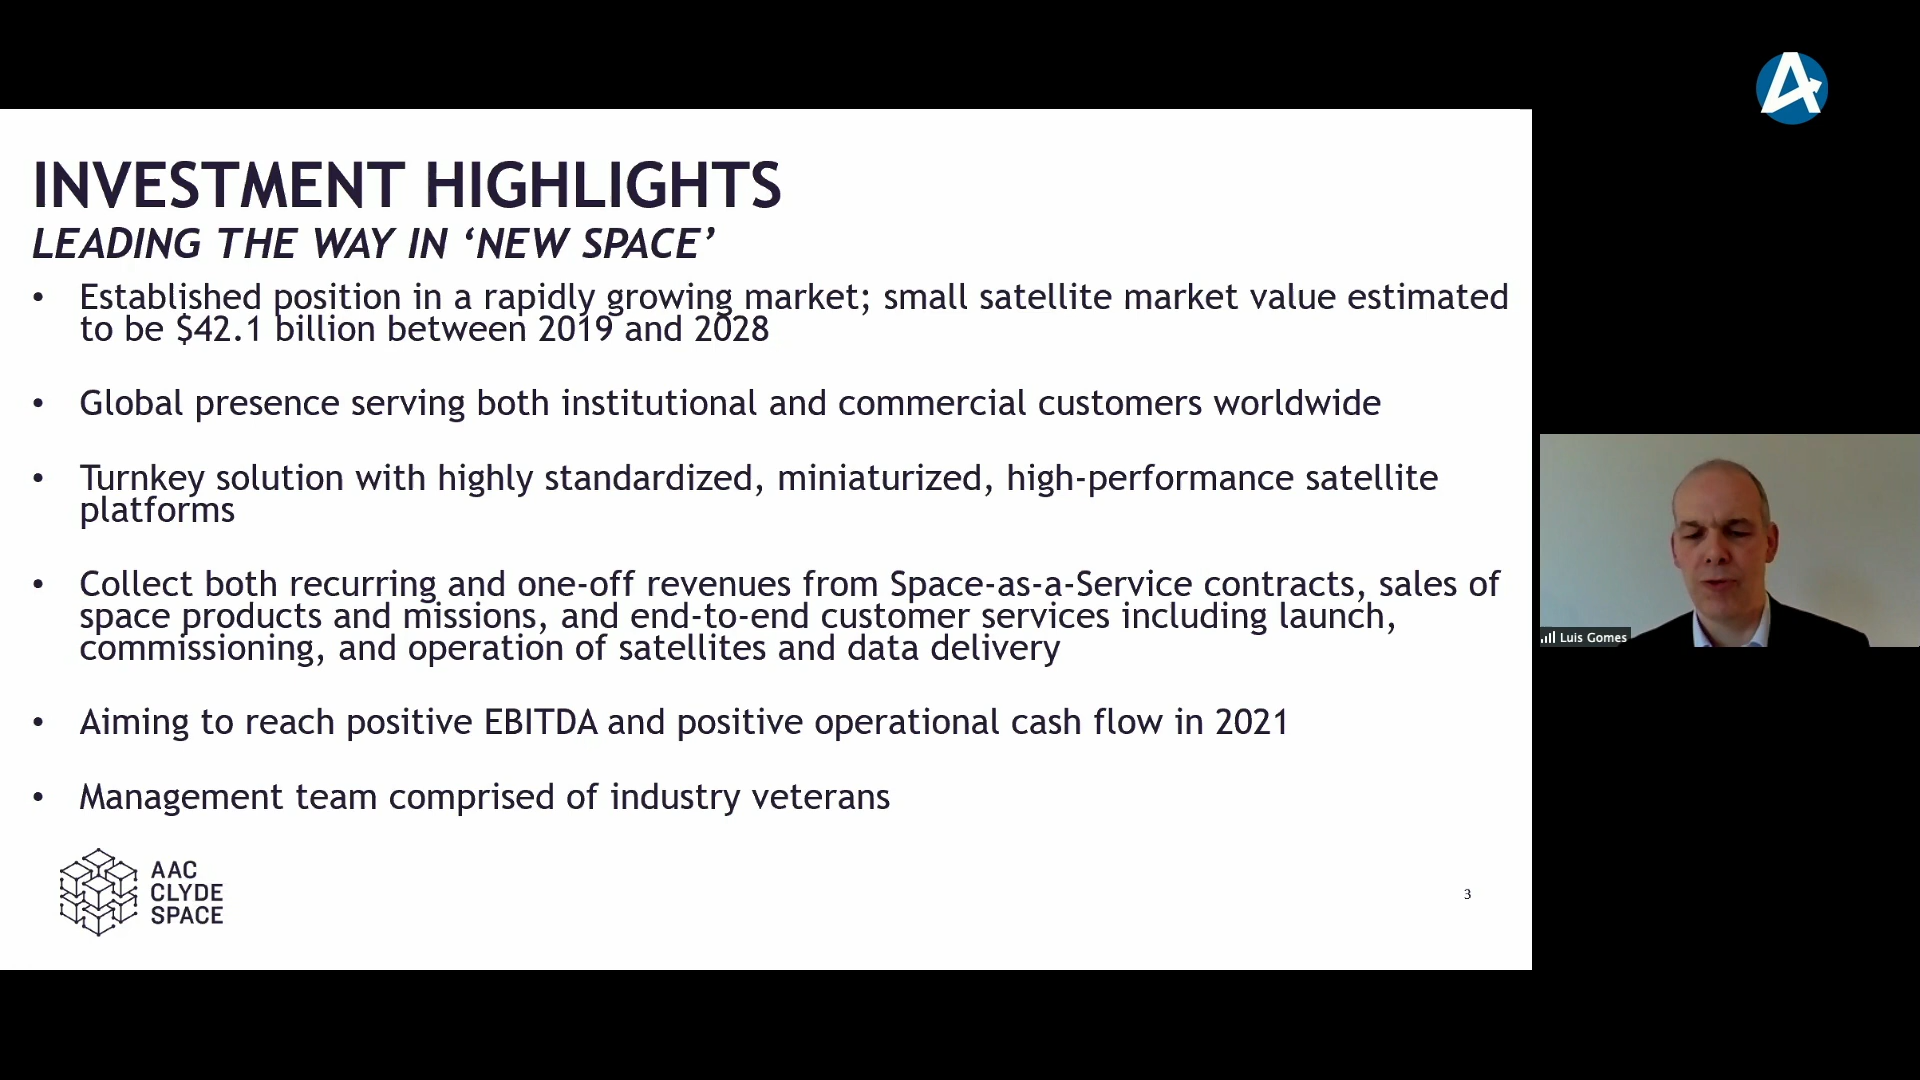 INVESTMENT HIGHLIGHTS
LEADING THE WAY IN ‘NEW SPACE’
• Established position in a rapidly growing market; small satellite market value estimated
to be $42.1 billion between 2019 and 2028
• Global presence serving both institutional and commercial customers worldwide
• Turnkey solution with highly standardized, miniaturized, high-performance satellite
platforms
• Collect both recurring and one-off revenues from Space-as-a-Service contracts, sales of
space products and missions, and end-to-end customer services including launch,
commissioning, and operation of satellites and data delivery
• Aiming to reach positive EBITDA and positive operational cash flow in 2021
• Management team comprised of industry veterans
AAC
CLYDE
SPACE
3
Luis Gomes